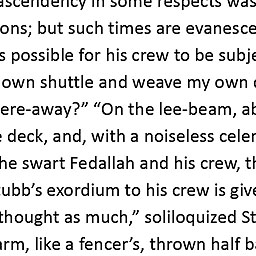 ascendency in some respects was
ons; but such times are evanesce
s possible for his crew to be subje
own shuttle and weave my own
ere-away?” “On the lee-beam, ab
deck, and, with a noiseless celer
he swart Fedallah and his crew, th
ubb’s exordium to his crew is give
thought as much,” soliloquized St
arm, like a fencer’s, thrown half ba